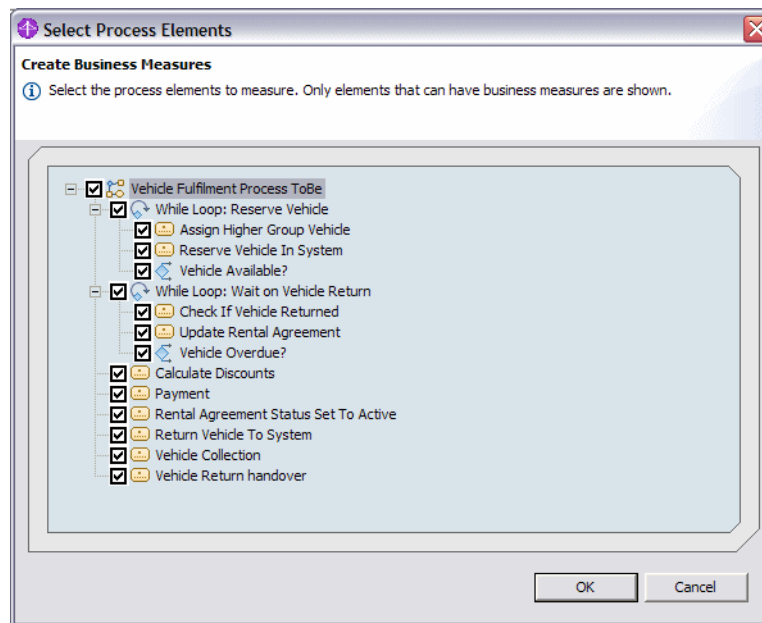 Select Process Elements
Create Business Measures
Select the process elements to measure. Only elements that can have business measures are shown.
Vehicle Fulfilment Process ToBe
While Loop: Reserve Vehicle
Assign Higher Group Vehicle
Reserve Vehicle In System
Vehicle Available?
While Loop: Wait on Vehicle Return
Check If Vehicle Returned
Update Rental Agreement
Vehicle Overdue?
Calculate Discounts
Payment
Rental Agreement Status Set To Active
Return Vehicle To System
Vehicle Collection
Vehicle Return handover
OK Cancel